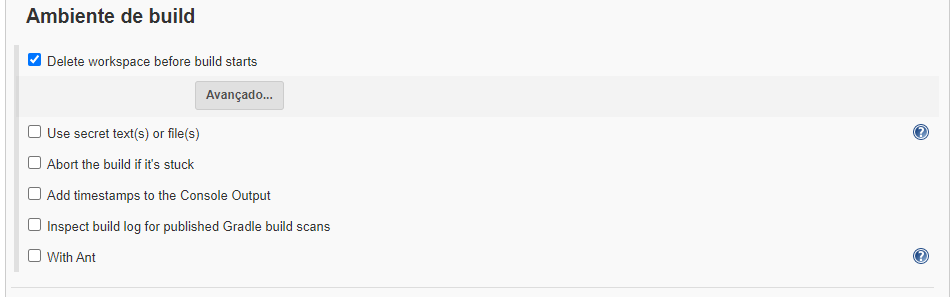 Ambiente de build
Delete workspace before build starts
Avançado...
Use secret text(s) or file(s)
Abort the build if it's stuck
Add timestamps to the Console Output
Inspect build log for published Gradle build scans
With Ant